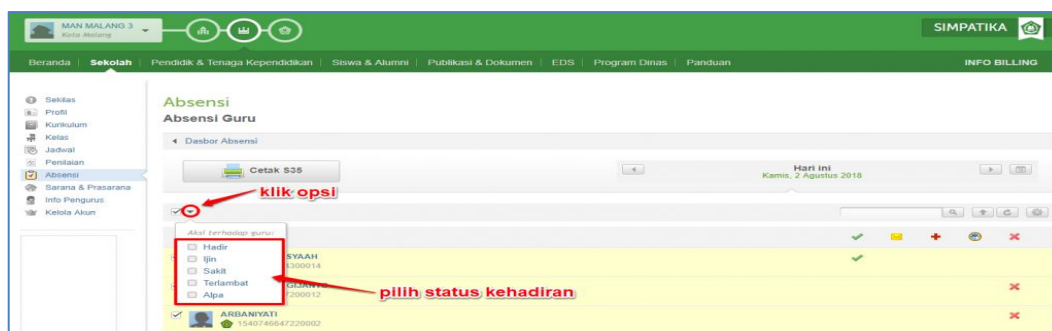 MAN MALANG 3
Kota Malang
SIMPATIKA
Beranda Sekolah Pendidik & Tenaga Kependidikan Siswa & Alumni Publikasi & Dokumen EDS Program Dinas Panduan INFO BILLING
Sekilas
Profil
Kurikulum
Kelas
Jadwal
Penilaian
Absensi
Sarana & Prasarana
Info Pengurus
Kelola Akun
Absensi
Absensi Guru
Dasbor Absensi
Cetak S35
Hari ini
Kamis, 2 Agustus 2018
klik opsi
Aksi terhadap guru:
Hadir
Ijin
Sakit
Terlambat
Alpa
SYAAH
4300014
7200012
pilih status kehadiran
ARBANIYATI
1540746647220002